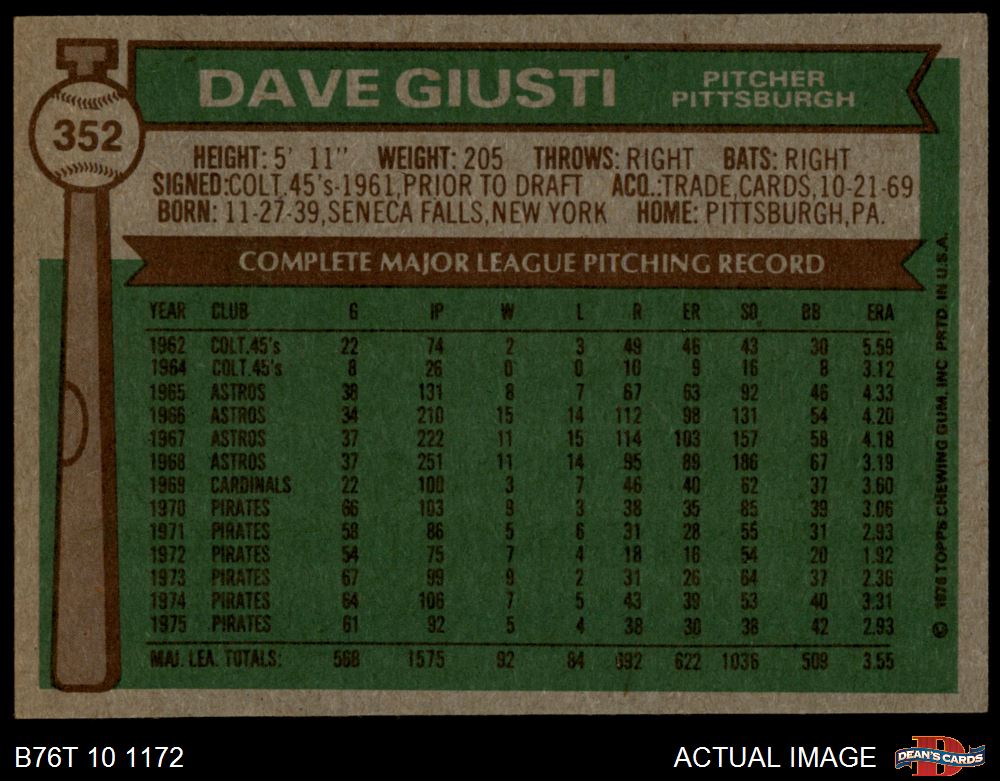 352
DAVE GIUSTI
PITCHER
PITTSBURGH
HEIGHT: 5' 11" WEIGHT: 205 THROWS: RIGHT BATS: RIGHT
SIGNED:COLT.45's-1961,PRIOR TO DRAFT ACQ.:TRADE,CARDS,10-21-69
BORN: 11-27-39,SENECA FALLS,NEW YORK HOME: PITTSBURGH,PA.
COMPLETE MAJOR LEAGUE PITCHING RECORD
YEAR CLUB G IP W L R ER SO BB ERA
1962 COLT.45's 22 74 2 3 49 46 43 30 5.59
1964 COLT.45's 8 26 0 0 10 9 16 8 3.12
1965 ASTROS 38 131 8 7 67 63 92 46 4.33
1966 ASTROS 34 210 15 14 112 98 131 54 4.20
1967 ASTROS 37 222 11 15 114 103 157 58 4.18
1968 ASTROS 37 251 11 14 95 89 186 67 3.19
1969 CARDINALS 22 100 3 7 46 40 62 37 3.60
1970 PIRATES 66 103 9 3 38 35 85 39 3.06
1971 PIRATES 58 86 5 6 31 28 55 31 2.93
1972 PIRATES 54 75 7 4 18 16 54 20 1.92
1973 PIRATES 67 99 9 2 31 26 64 37 2.36
1974 PIRATES 64 106 7 5 43 39 53 40 3.31
1975 PIRATES 61 92 5 4 38 30 38 42 2.93
MAJ. LEA. TOTALS: 568 1575 92 84 692 622 1036 509 3.55
© 1976 TOPPS CHEWING GUM, INC PRTD. IN U.S.A.
B76T 10 1172
ACTUAL IMAGE
D
DEAN'S CARDS